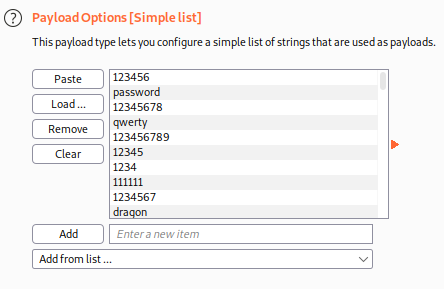 Payload Options [Simple list]
This payload type lets you configure a simple list of strings that are used as payloads.
Paste
Load ...
Remove
Clear
123456
password
12345678
qwerty
123456789
12345
1234
111111
1234567
dragon
Add
Enter a new item
Add from list ...